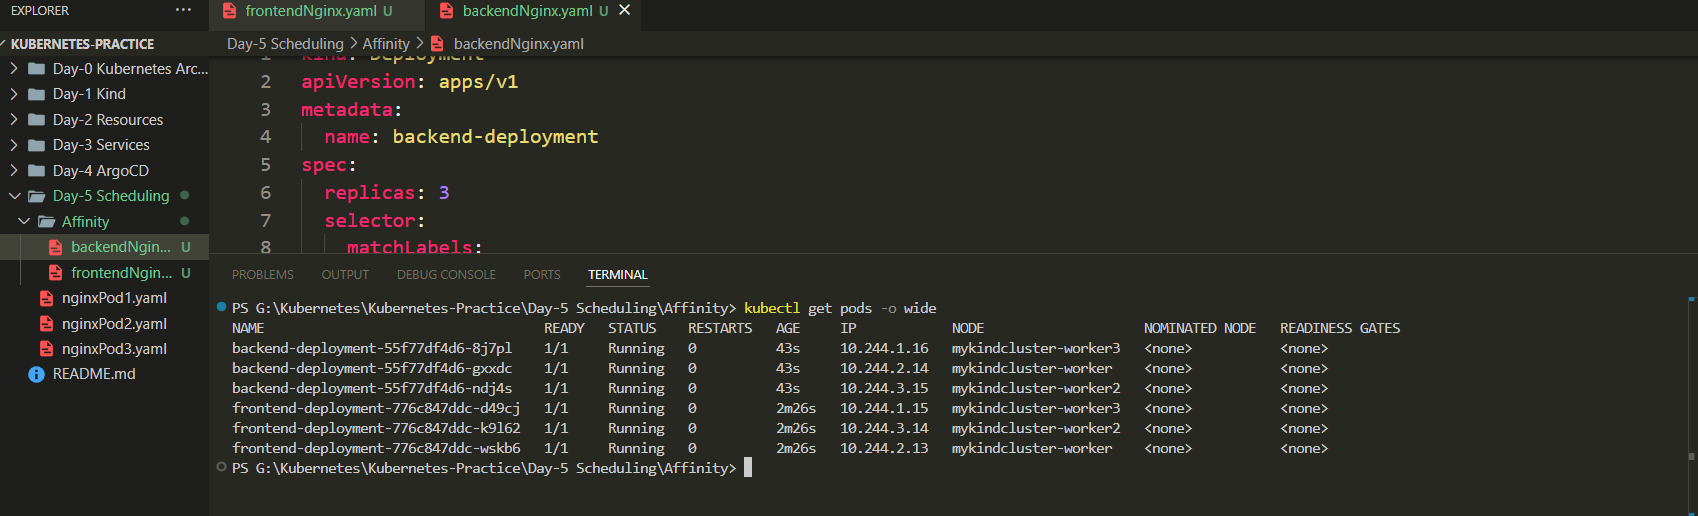 EXPLORER ...
KUBERNETES-PRACTICE
Day-0 Kubernetes Arc...
Day-1 Kind
Day-2 Resources
Day-3 Services
Day-4 ArgoCD
Day-5 Scheduling
Affinity
backendNgin... U
frontendNgin... U
nginxPod1.yaml
nginxPod2.yaml
nginxPod3.yaml
README.md
frontendNginx.yaml U backendNginx.yaml U
Day-5 Scheduling > Affinity > backendNginx.yaml
1 kind: Deployment
2 apiVersion: apps/v1
3 metadata:
4 name: backend-deployment
5 spec:
6 replicas: 3
7 selector:
8 matchLabels:
PROBLEMS OUTPUT DEBUG CONSOLE PORTS TERMINAL
PS G:\Kubernetes\Kubernetes-Practice\Day-5 Scheduling\Affinity> kubectl get pods -o wide
NAME READY STATUS RESTARTS AGE IP NODE NOMINATED NODE READINESS GATES
backend-deployment-55f77df4d6-8j7pl 1/1 Running 0 43s 10.244.1.16 mykindcluster-worker3 <none> <none>
backend-deployment-55f77df4d6-gxxdc 1/1 Running 0 43s 10.244.2.14 mykindcluster-worker <none> <none>
backend-deployment-55f77df4d6-ndj4s 1/1 Running 0 43s 10.244.3.15 mykindcluster-worker2 <none> <none>
frontend-deployment-776c847ddc-d49cj 1/1 Running 0 2m26s 10.244.1.15 mykindcluster-worker3 <none> <none>
frontend-deployment-776c847ddc-k9l62 1/1 Running 0 2m26s 10.244.3.14 mykindcluster-worker2 <none> <none>
frontend-deployment-776c847ddc-wskb6 1/1 Running 0 2m26s 10.244.2.13 mykindcluster-worker <none> <none>
PS G:\Kubernetes\Kubernetes-Practice\Day-5 Scheduling\Affinity>